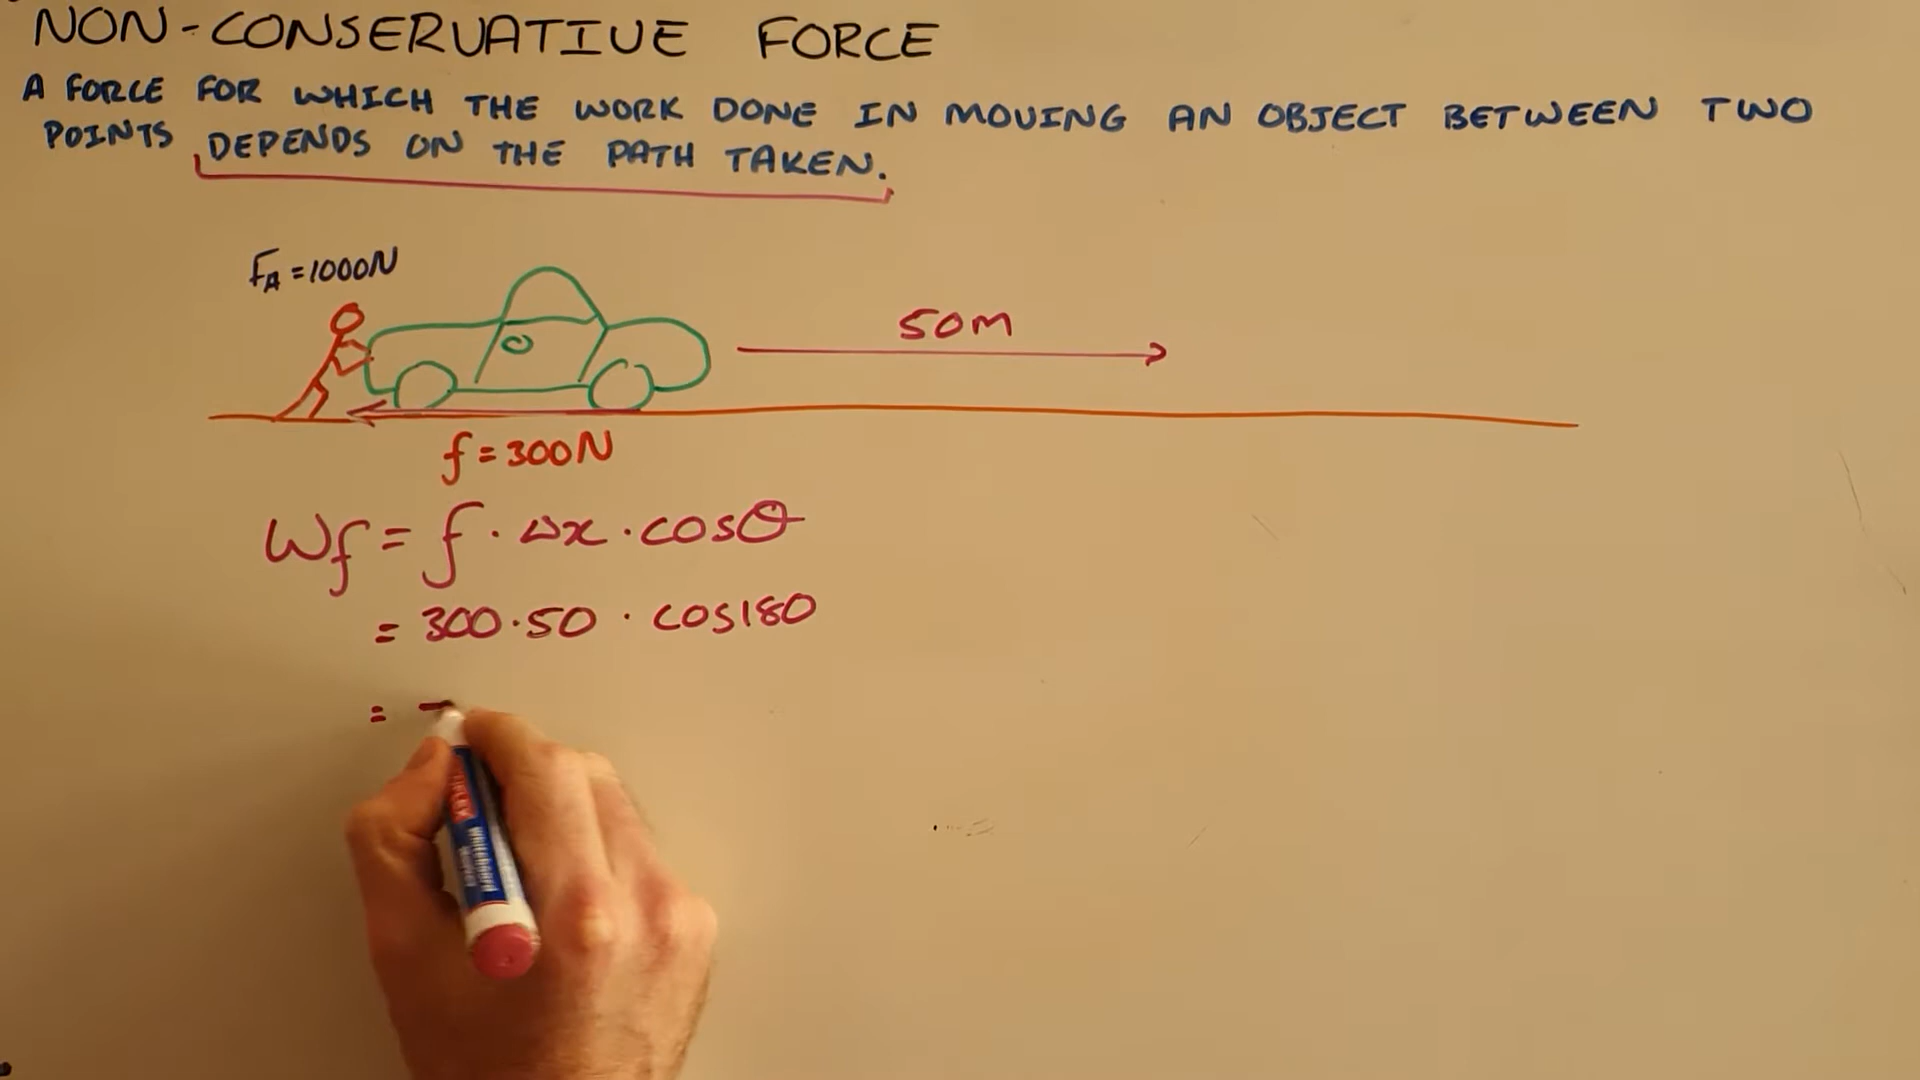 NON-CONSERVATIVE FORCE
A FORCE FOR WHICH THE WORK DONE IN MOVING AN OBJECT BETWEEN TWO
POINTS DEPENDS ON THE PATH TAKEN.
FA = 1000N
50m
f = 300N
Wf = f · Δx · cosθ
= 300 · 50 · cos180
= -
Whiteboard